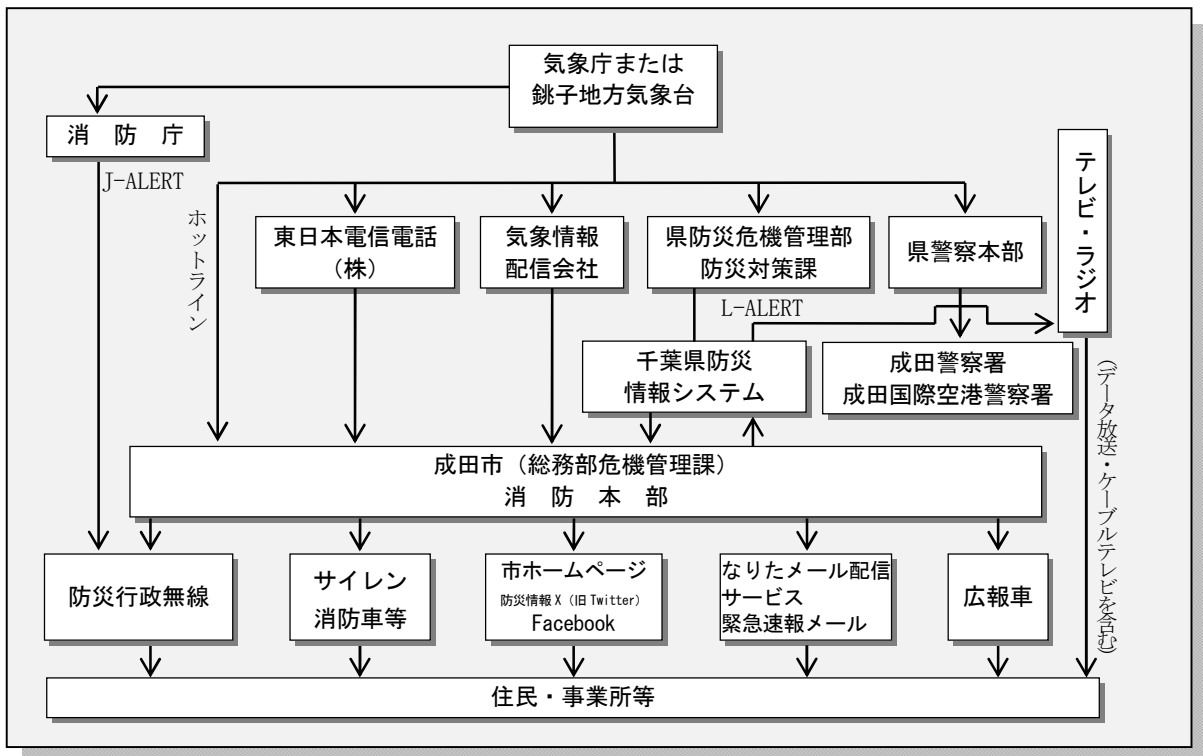 気象庁または
銚子地方気象台
消 防 庁
J-ALERT
ホットライン
東日本電信電話
（株）
気象情報
配信会社
県防災危機管理部
防災対策課
県警察本部
テレビ・ラジオ
L-ALERT
千葉県防災
情報システム
成田警察署
成田国際空港警察署
（データ放送・ケーブルテレビを含む）
成田市（総務部危機管理課）
消 防 本 部
防災行政無線
サイレン
消防車等
市ホームページ
防災情報X（旧Twitter）
Facebook
なりたメール配信
サービス
緊急速報メール
広報車
住民・事業所等